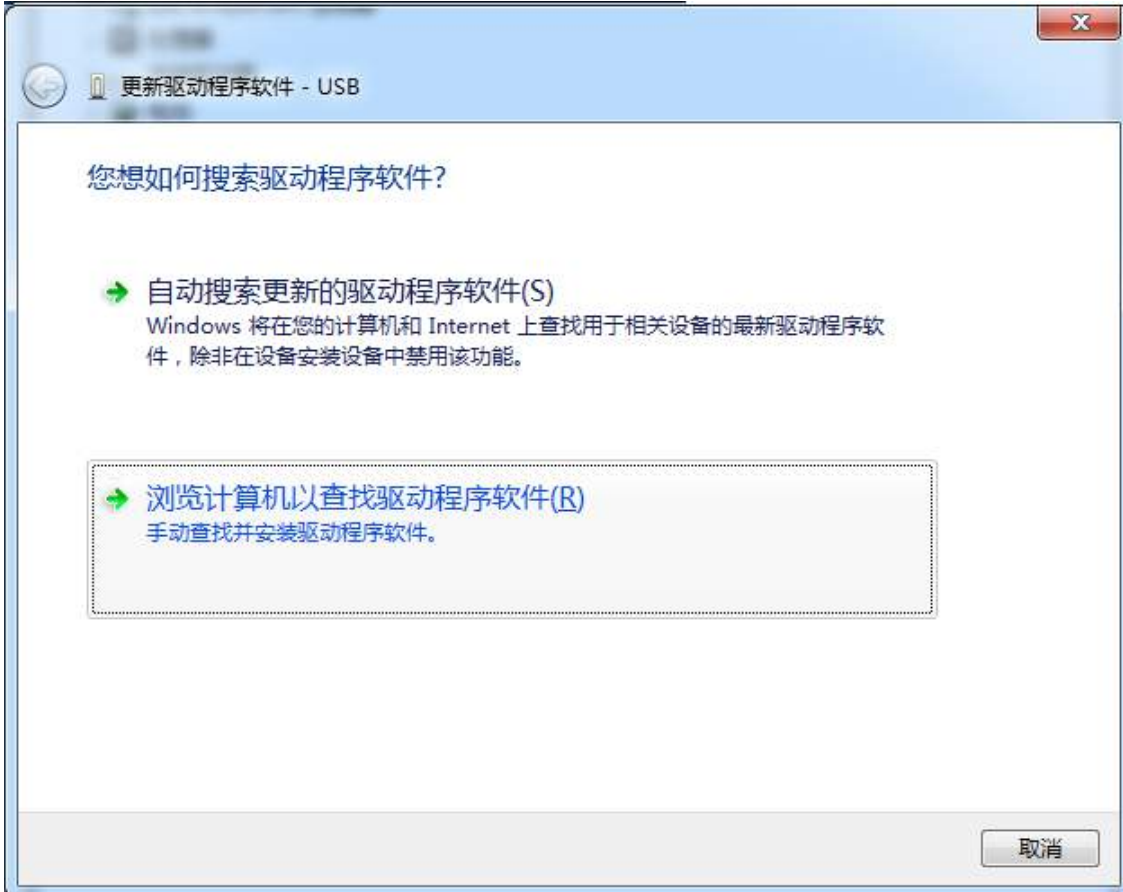 更新驱动程序软件 - USB
您想如何搜索驱动程序软件?
自动搜索更新的驱动程序软件(S)
Windows 将在您的计算机和 Internet 上查找用于相关设备的最新驱动程序软
件，除非在设备安装设备中禁用该功能。
浏览计算机以查找驱动程序软件(R)
手动查找并安装驱动程序软件。
取消